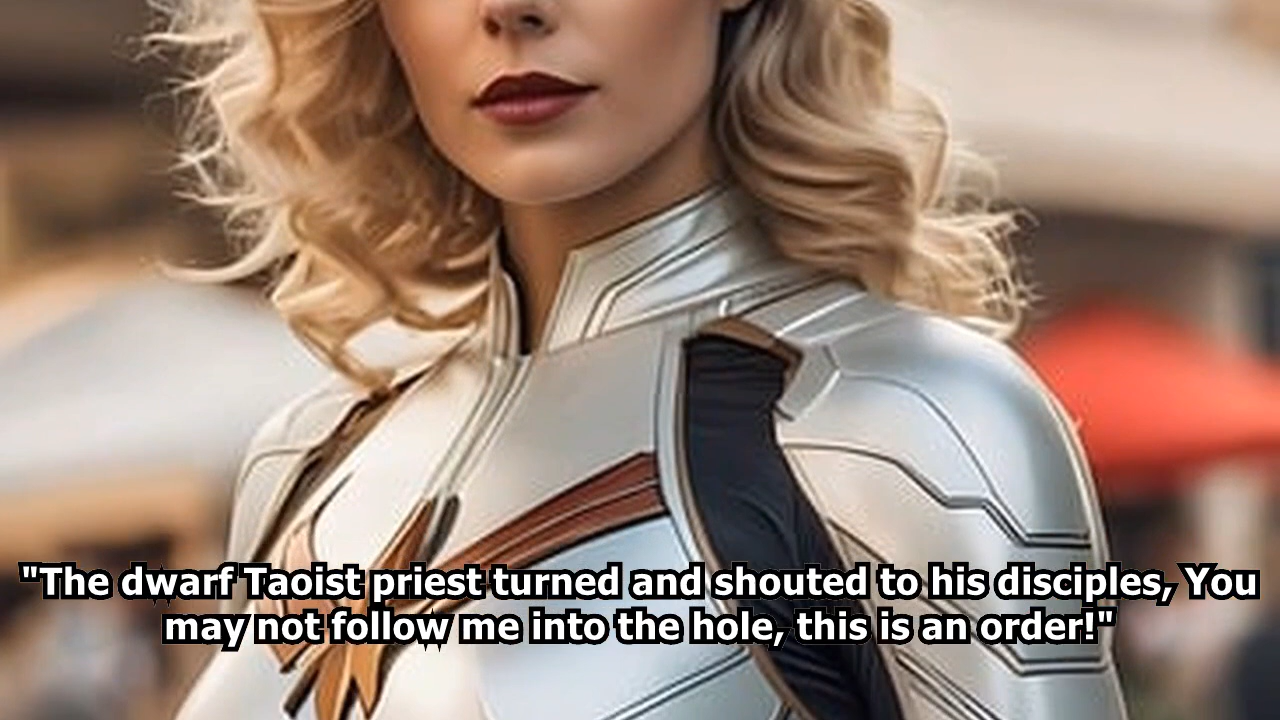 "The dwarf Taoist priest turned and shouted to his disciples, You
may not follow me into the hole, this is an order!"